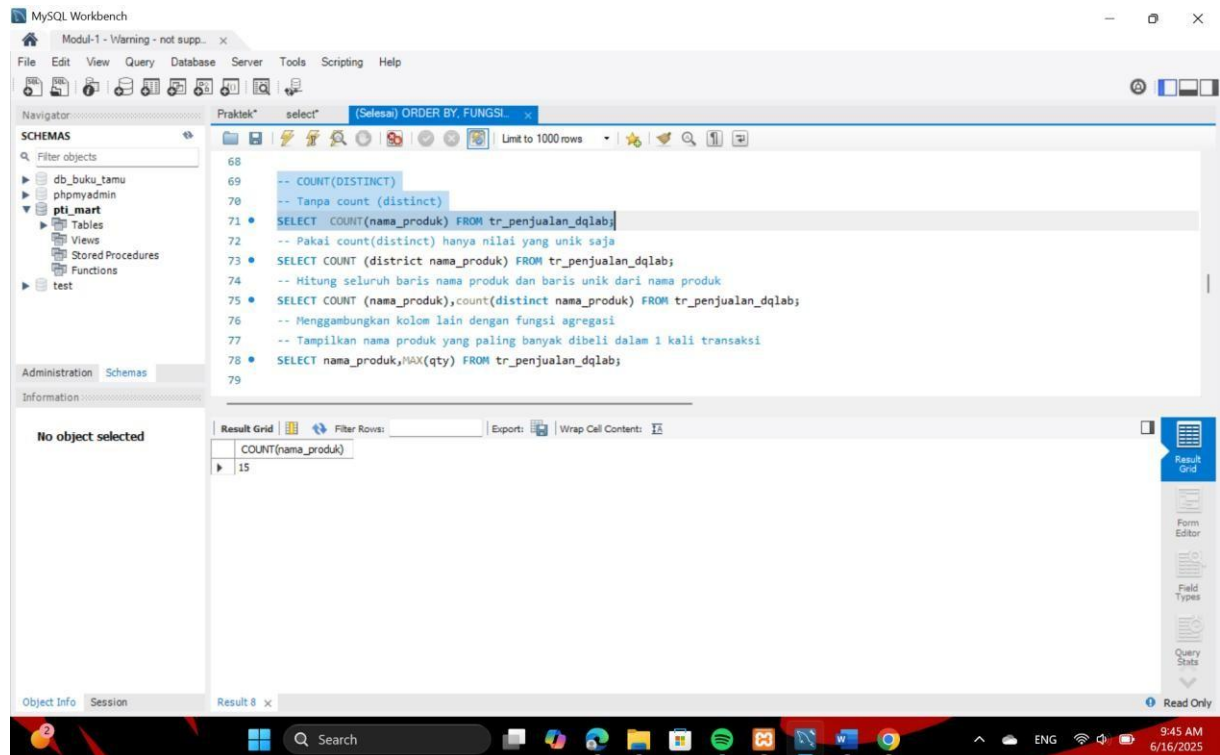 MySQL Workbench
Modul-1 - Warning - not supp...
File Edit View Query Database Server Tools Scripting Help
Navigator
Praktek*
select*
(Selesai) ORDER BY, FUNGSI...
SCHEMAS
Filter objects
db_buku_tamu
phpmyadmin
pti_mart
Tables
Views
Stored Procedures
Functions
test
Administration Schemas
Information
No object selected
Object Info Session
Limit to 1000 rows
68
69 -- COUNT(DISTINCT)
70 -- Tanpa count (distinct)
71 SELECT COUNT(nama_produk) FROM tr_penjualan_dqlab;
72 -- Pakai count(distinct) hanya nilai yang unik saja
73 SELECT COUNT (district nama_produk) FROM tr_penjualan_dqlab;
74 -- Hitung seluruh baris nama produk dan baris unik dari nama produk
75 SELECT COUNT (nama_produk),count(distinct nama_produk) FROM tr_penjualan_dqlab;
76 -- Menggambungkan kolom lain dengan fungsi agregasi
77 -- Tampilkan nama produk yang paling banyak dibeli dalam 1 kali transaksi
78 SELECT nama_produk,MAX(qty) FROM tr_penjualan_dqlab;
79
Result Grid Filter Rows: Export: Wrap Cell Content:
COUNT(nama_produk)
15
Result Grid
Form Editor
Field Types
Query Stats
Result 8
Read Only
2
Search
ENG
9:45 AM
6/16/2025